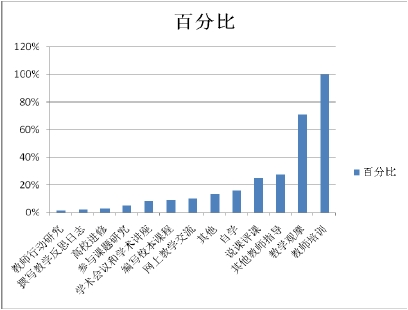 百分比
120%
100%
80%
60%
40%
20%
0%
教师行动研究
撰写教学反思日志
高校进修
参与课题研究
学术会议和学术讲座
编写校本课程
网上教学交流
其他
自学
说课评课
其他教师指导
教学观摩
教师培训
百分比